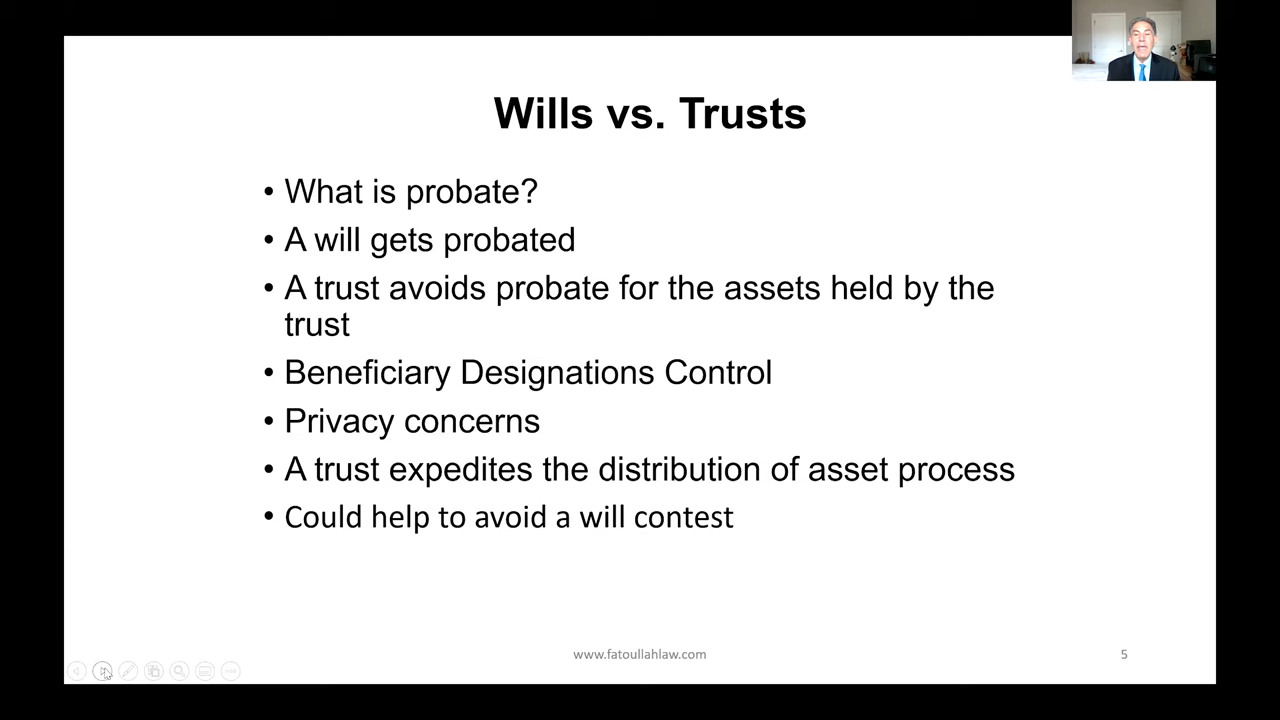 Wills vs. Trusts
• What is probate?
• A will gets probated
• A trust avoids probate for the assets held by the
trust
• Beneficiary Designations Control
• Privacy concerns
• A trust expedites the distribution of asset process
• Could help to avoid a will contest
www.fatoullahlaw.com
5